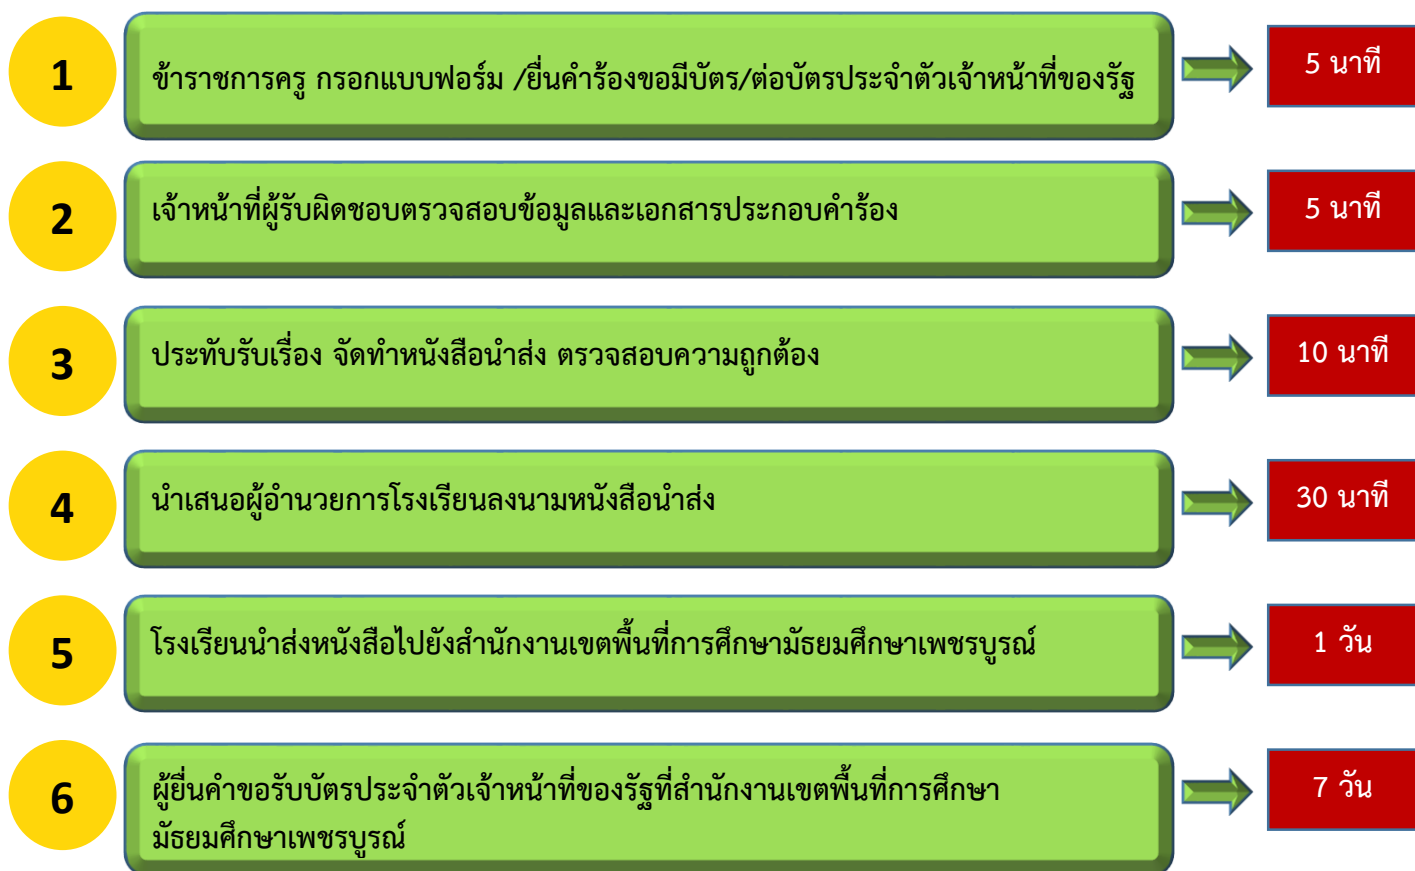 1
ข้าราชการครู กรอกแบบฟอร์ม /ยื่นคำร้องขอมีบัตร/ต่อบัตรประจำตัวเจ้าหน้าที่ของรัฐ
5 นาที
2
เจ้าหน้าที่ผู้รับผิดชอบตรวจสอบข้อมูลและเอกสารประกอบคำร้อง
5 นาที
3
ประทับรับเรื่อง จัดทำหนังสือนำส่ง ตรวจสอบความถูกต้อง
10 นาที
4
นำเสนอผู้อำนวยการโรงเรียนลงนามหนังสือนำส่ง
30 นาที
5
โรงเรียนนำส่งหนังสือไปยังสำนักงานเขตพื้นที่การศึกษามัธยมศึกษาเพชรบูรณ์
1 วัน
6
ผู้ยื่นคำขอรับบัตรประจำตัวเจ้าหน้าที่ของรัฐที่สำนักงานเขตพื้นที่การศึกษา
มัธยมศึกษาเพชรบูรณ์
7 วัน